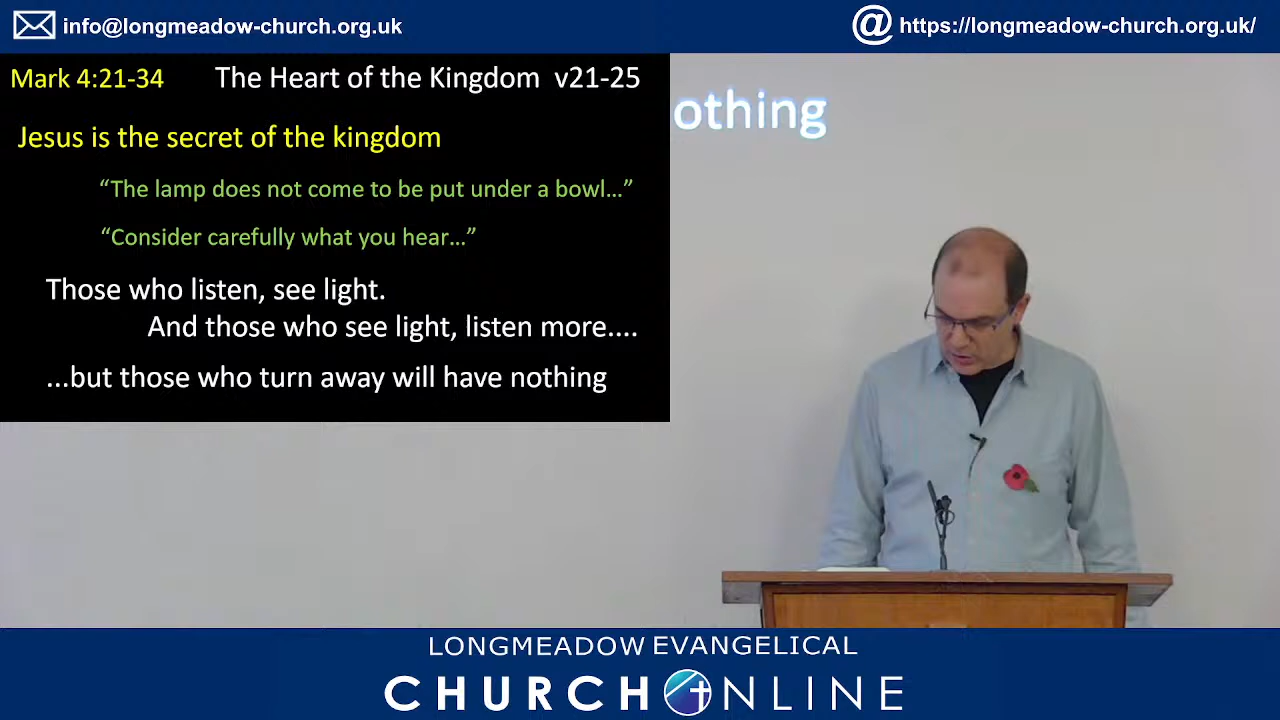 info@longmeadow-church.org.uk
https://longmeadow-church.org.uk/
Mark 4:21-34 The Heart of the Kingdom v21-25
Jesus is the secret of the kingdom
“The lamp does not come to be put under a bowl...”
“Consider carefully what you hear...”
Those who listen, see light.
And those who see light, listen more....
...but those who turn away will have nothing
othing
LONGMEADOW EVANGELICAL
CHURCH ONLINE